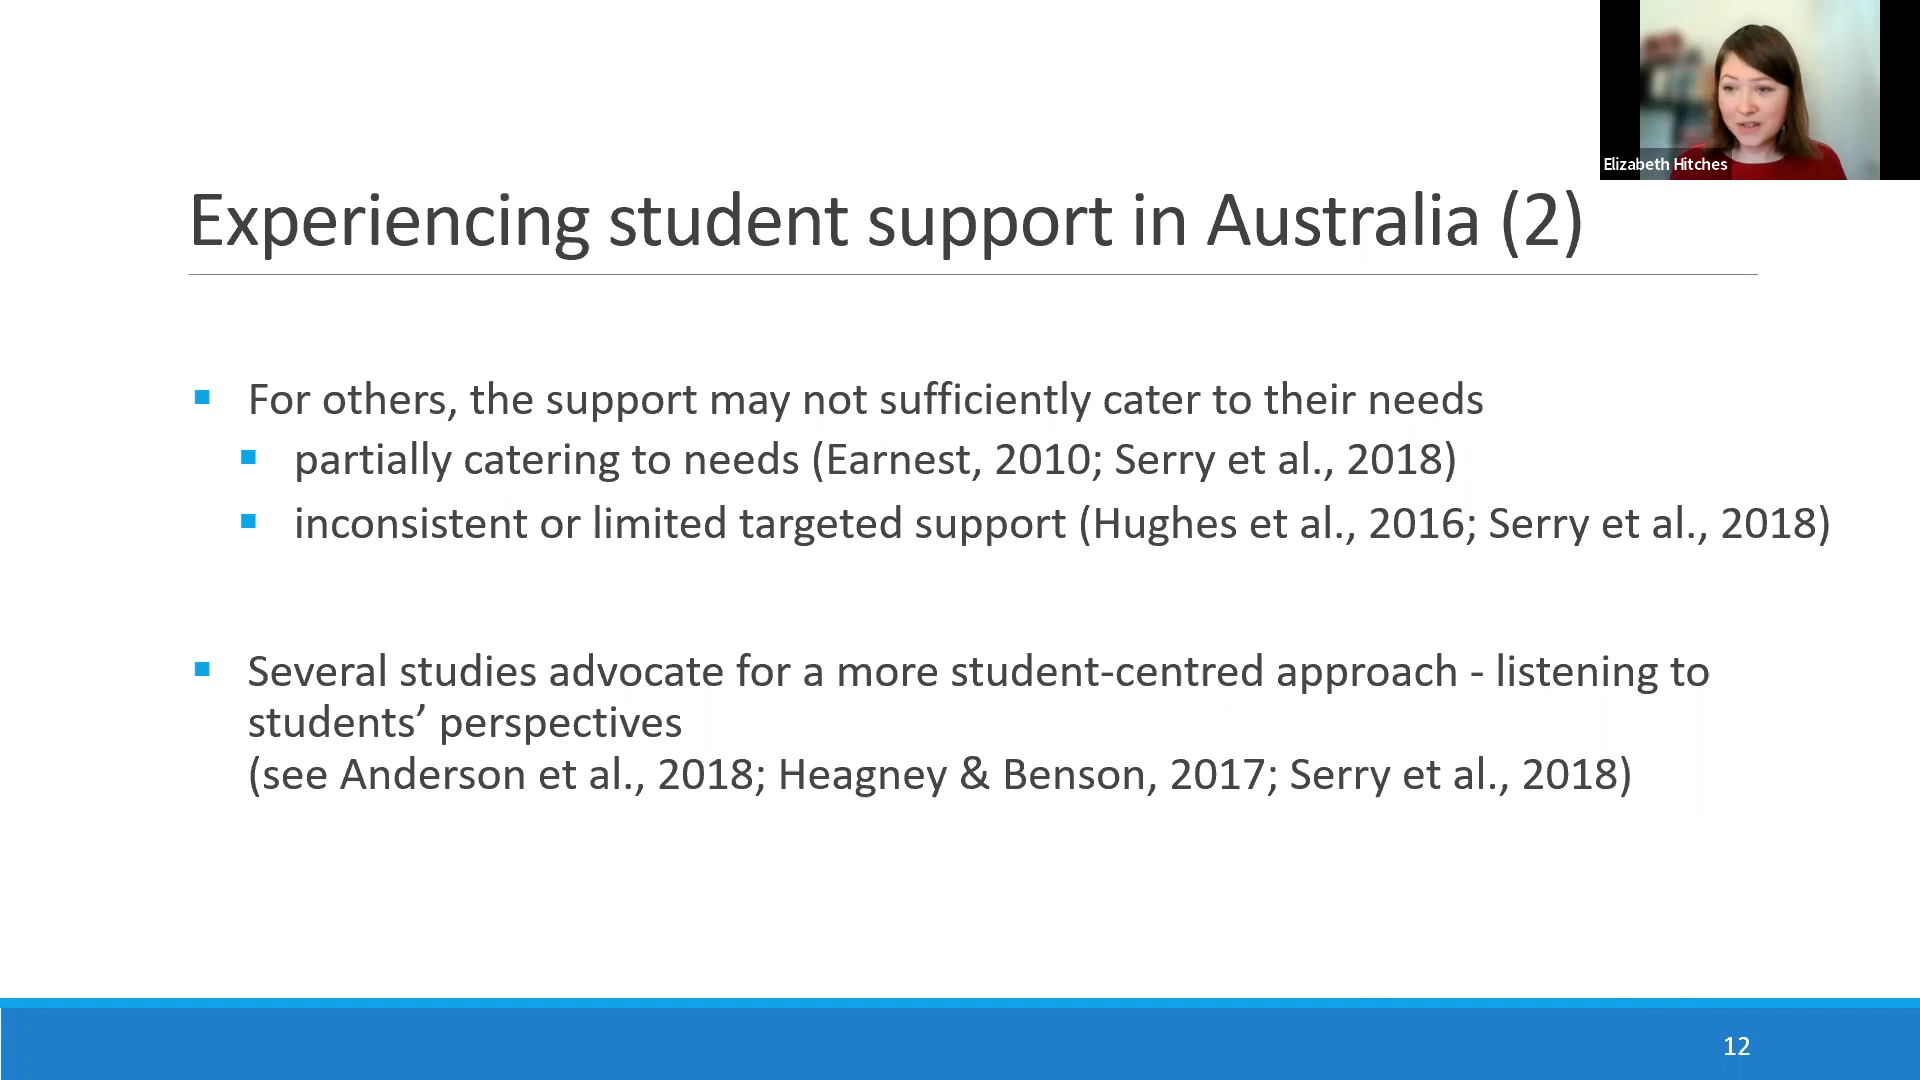 Elizabeth Hitches
Experiencing student support in Australia (2)
For others, the support may not sufficiently cater to their needs
partially catering to needs (Earnest, 2010; Serry et al., 2018)
inconsistent or limited targeted support (Hughes et al., 2016; Serry et al., 2018)
Several studies advocate for a more student-centred approach - listening to
students’ perspectives
(see Anderson et al., 2018; Heagney & Benson, 2017; Serry et al., 2018)
12